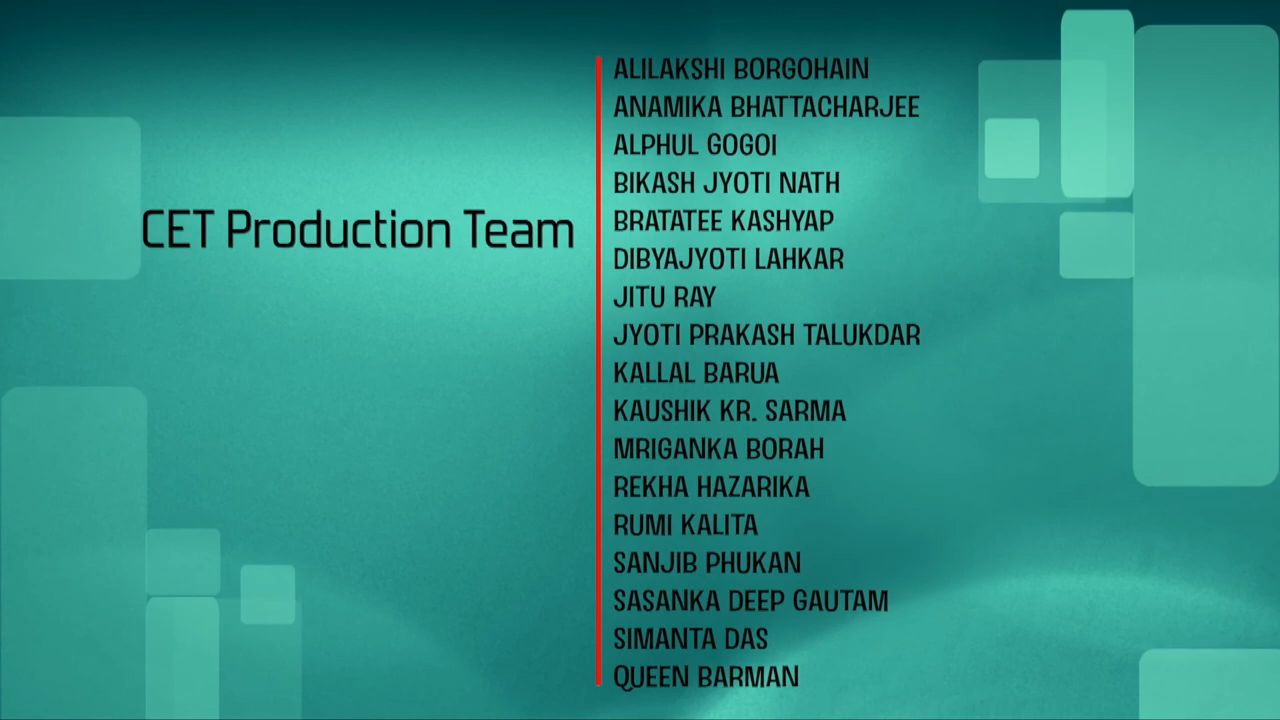 CET Production Team
ALILAKSHI BORGOHAIN
ANAMIKA BHATTACHARJEE
ALPHUL GOGOI
BIKASH JYOTI NATH
BRATATEE KASHYAP
DIBYAJYOTI LAHKAR
JITU RAY
JYOTI PRAKASH TALUKDAR
KALLAL BARUA
KAUSHIK KR. SARMA
MRIGANKA BORAH
REKHA HAZARIKA
RUMI KALITA
SANJIB PHUKAN
SASANKA DEEP GAUTAM
SIMANTA DAS
QUEEN BARMAN